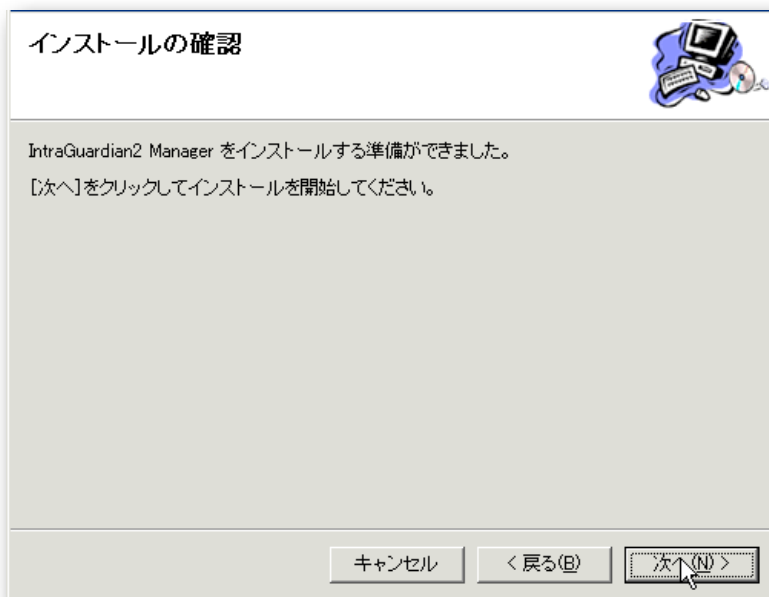 インストールの確認
IntraGuardian2 Manager をインストールする準備ができました。
[次へ]をクリックしてインストールを開始してください。
キャンセル
< 戻る(B)
次へ(N) >